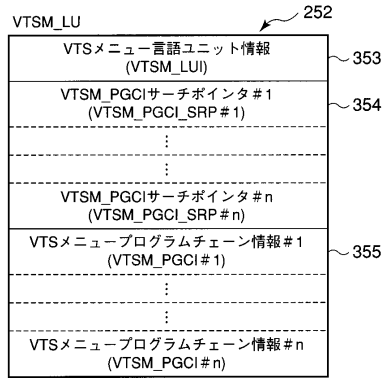 VTSM_LU
252
VTSメニュー言語ユニット情報
(VTSM_LUI)
353
VTSM_PGCIサーチポインタ#1
(VTSM_PGCI_SRP#1)
354
⋮
⋮
VTSM_PGCIサーチポインタ#n
(VTSM_PGCI_SRP#n)
VTSメニュープログラムチェーン情報#1
(VTSM_PGCI#1)
355
⋮
⋮
VTSメニュープログラムチェーン情報#n
(VTSM_PGCI#n)